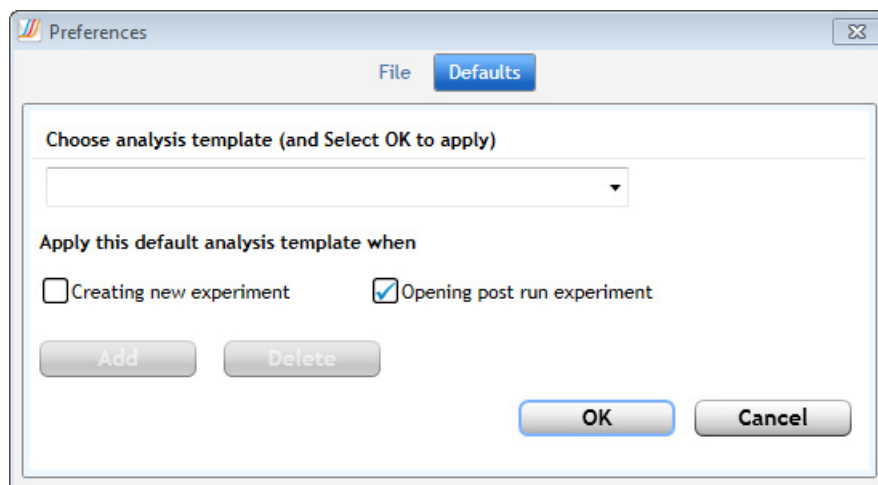 Preferences
File Defaults
Choose analysis template (and Select OK to apply)
Apply this default analysis template when
Creating new experiment Opening post run experiment
Add Delete
OK Cancel